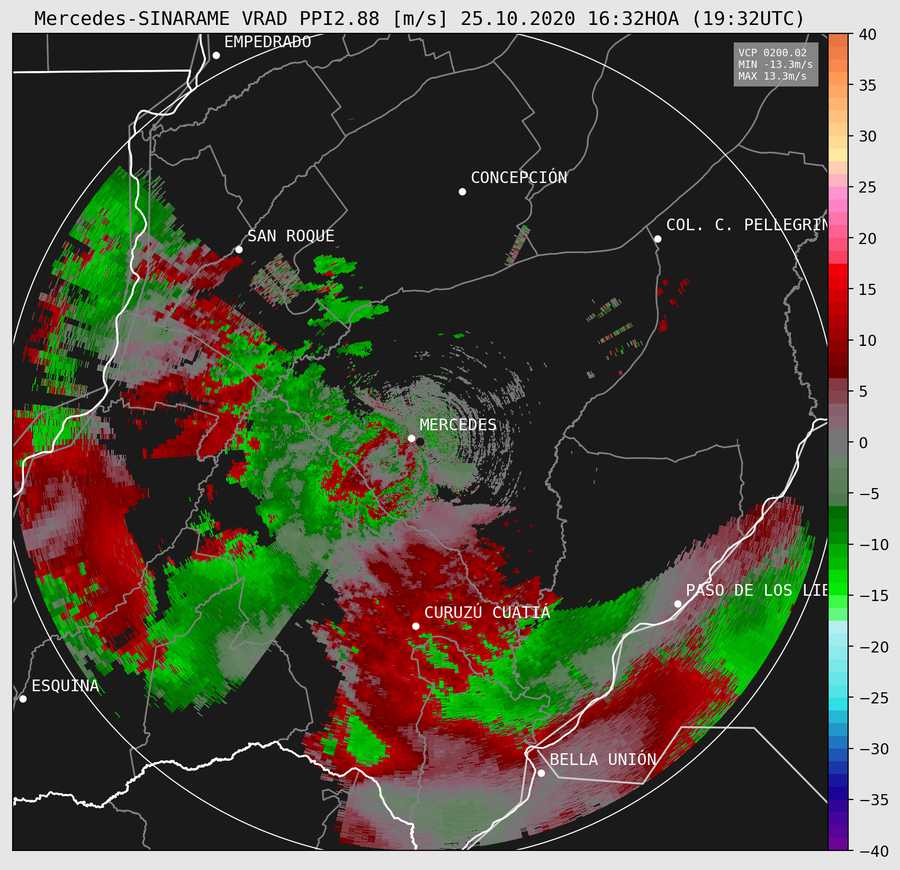 Mercedes-SINARAME VRAD PPI2.88 [m/s] 25.10.2020 16:32HOA (19:32UTC)
EMPEDRADO
VCP 0200.02
MIN -13.3m/s
MAX 13.3m/s
CONCEPCIÓN
COL. C. PELLEGRIN
SAN ROQUE
MERCEDES
PASO DE LOS LIB
CURUZÚ CUATIÁ
ESQUINA
BELLA UNIÓN
40
35
30
25
20
15
10
5
0
−5
−10
−15
−20
−25
−30
−35
−40